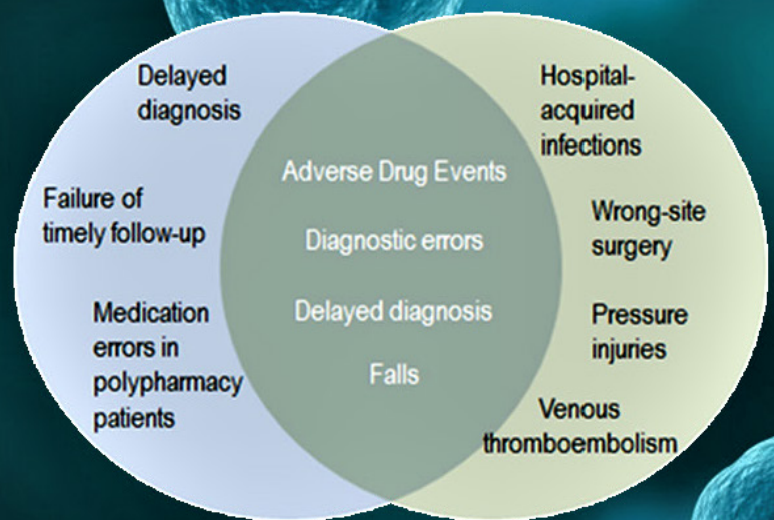 Delayed
diagnosis
Failure of
timely follow-up
Medication
errors in
polypharmacy
patients
Adverse Drug Events
Diagnostic errors
Delayed diagnosis
Falls
Hospital-
acquired
infections
Wrong-site
surgery
Pressure
injuries
Venous
thromboembolism